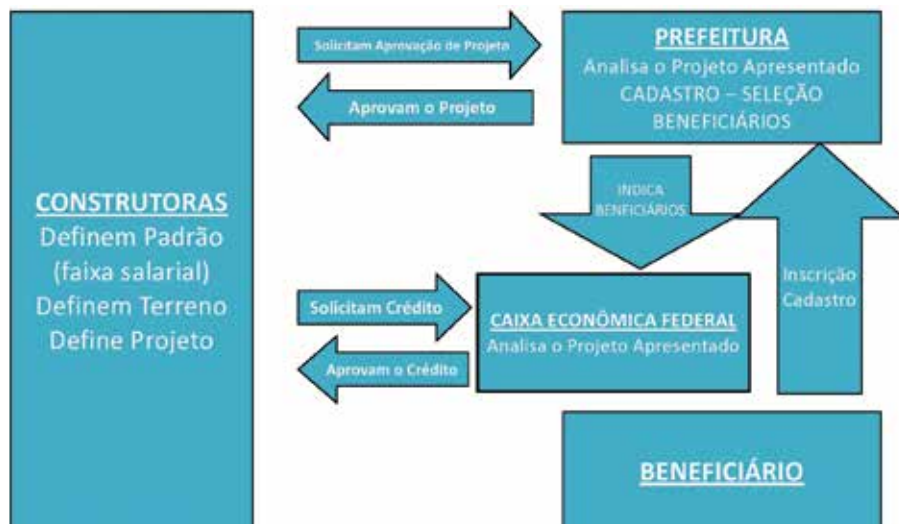 CONSTRUTORAS
Definem Padrão
(faixa salarial)
Definem Terreno
Define Projeto
Solicitam Aprovação de Projeto
Aprovam o Projeto
PREFEITURA
Analisa o Projeto Apresentado
CADASTRO – SELEÇÃO
BENEFICIÁRIOS
INDICA
BENEFICIÁRIOS
Inscrição
Cadastro
Solicitam Crédito
Aprovam o Crédito
CAIXA ECONÔMICA FEDERAL
Analisa o Projeto Apresentado
BENEFICIÁRIO